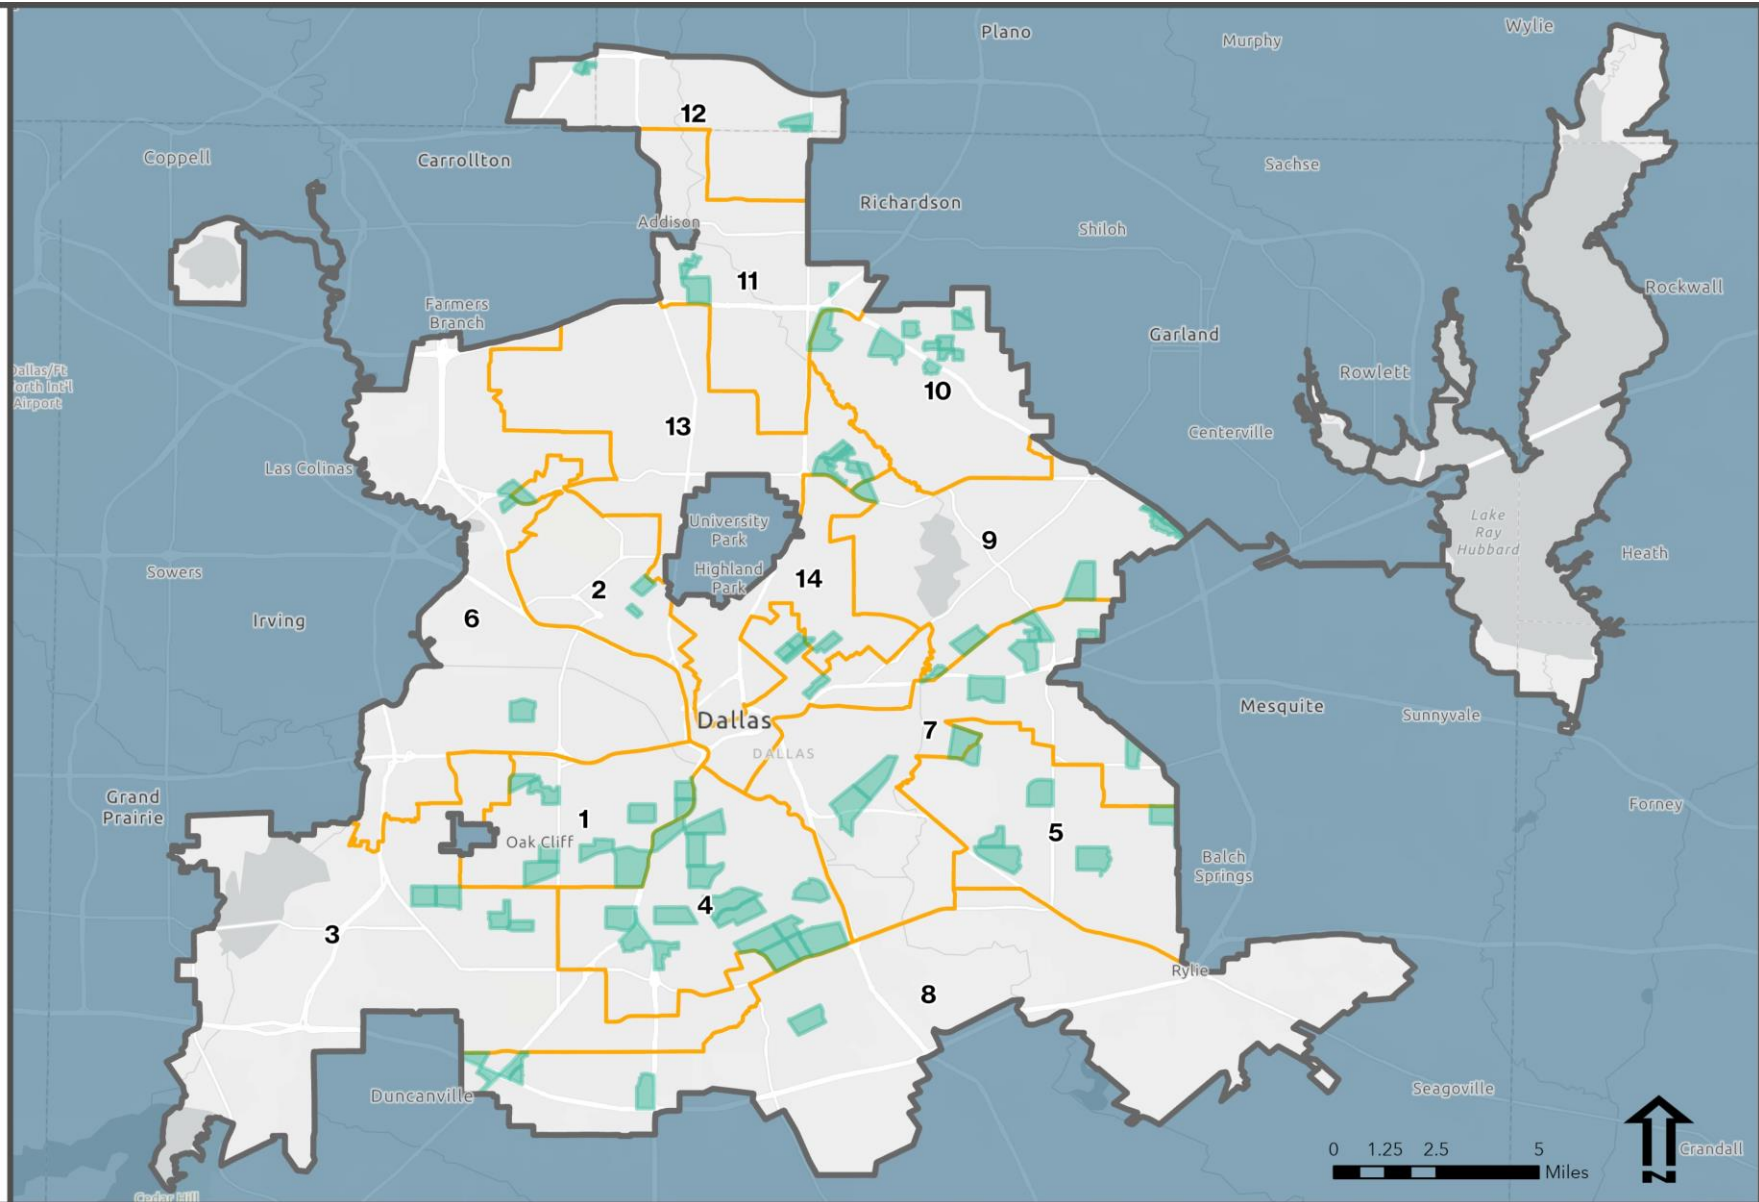 Plano
Murphy
Wylie
12
Coppell
Carrollton
Sachse
Richardson
Addison
Shiloh
11
Rockwall
Farmers
Branch
Garland
Dallas/Ft
Worth Int'l
Airport
Rowlett
10
13
Centerville
Las Colinas
University
Park
Lake
Ray
Hubbard
9
Heath
Sowers
Highland
Park
14
2
6
Irving
Mesquite
Sunnyvale
Dallas
7
DALLAS
Grand
Prairie
Forney
1
Oak Cliff
5
Balch
Springs
4
3
Rylie
8
Duncanville
Seagoville
Crandall
0 1.25 2.5 5
Miles
N
Cedar Hill